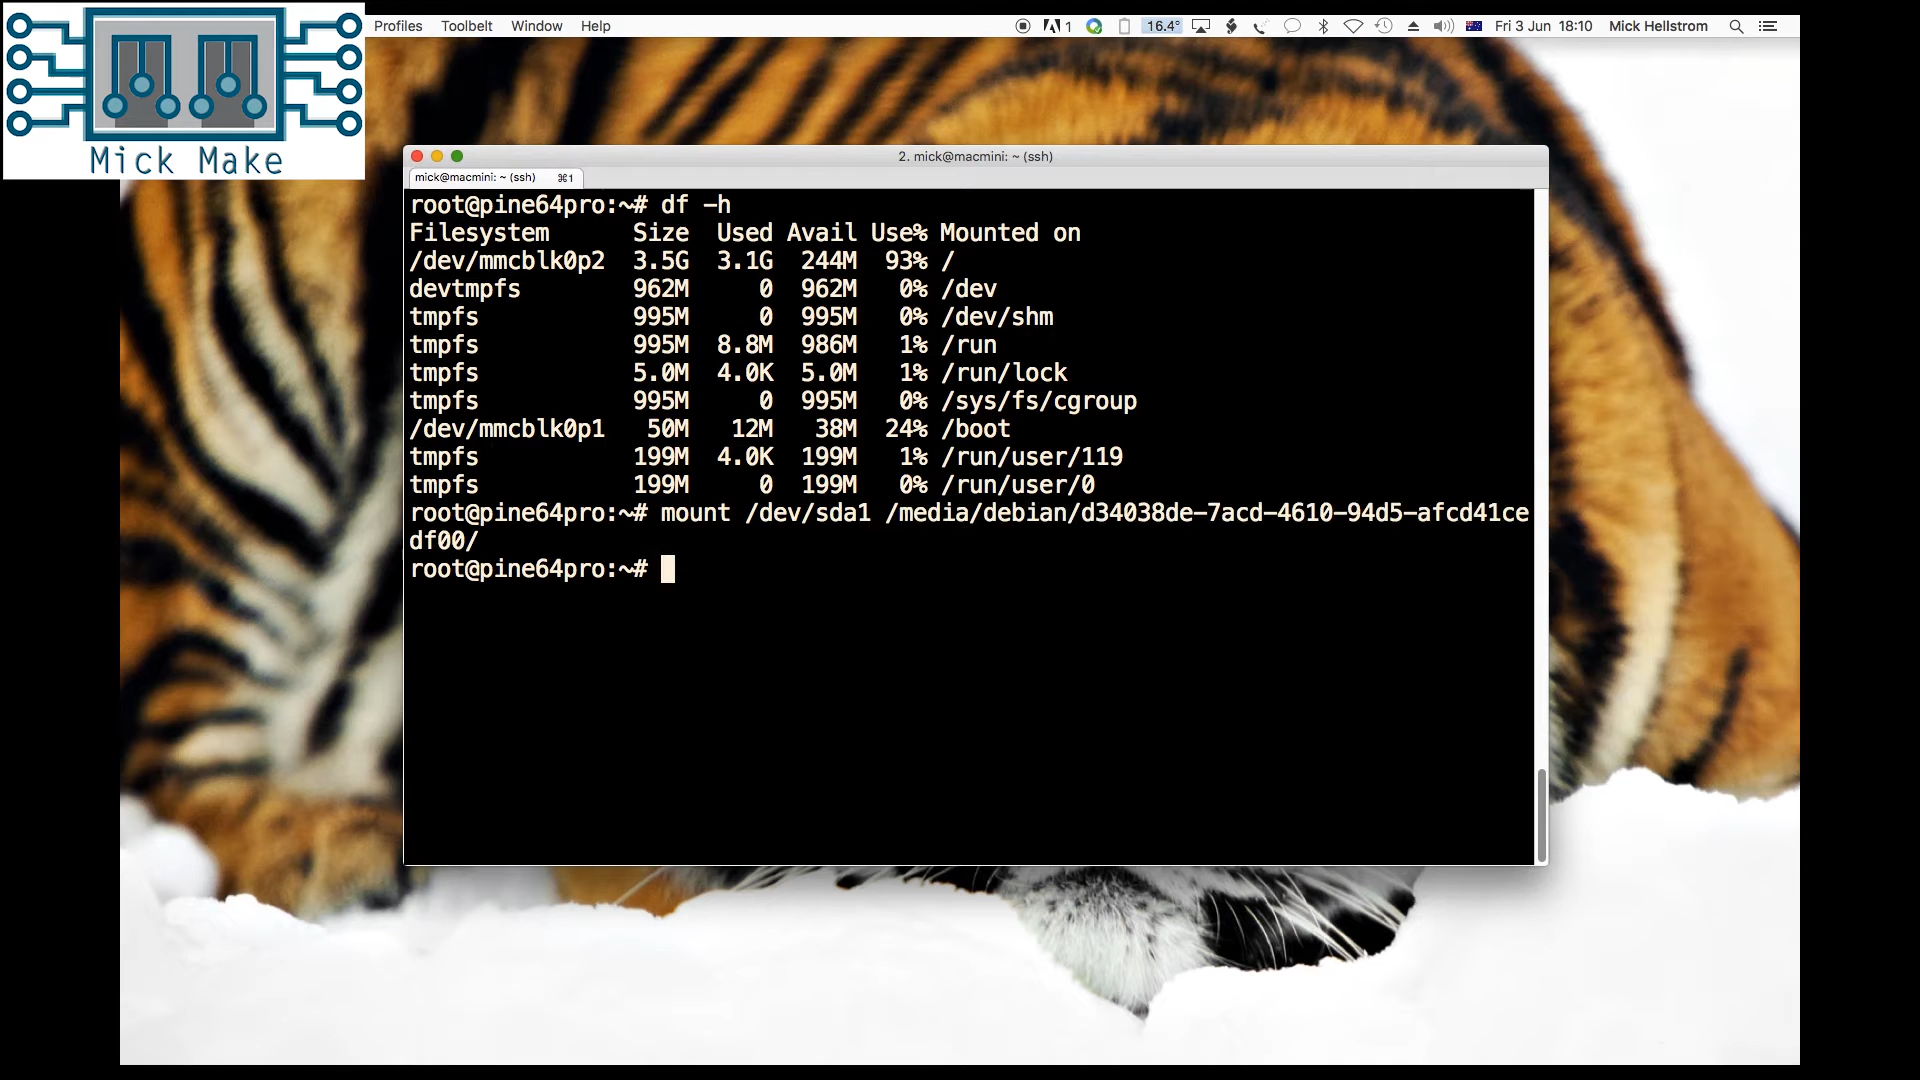 Profiles Toolbelt Window Help 1 16.4° Fri 3 Jun 18:10 Mick Hellstrom
Mick Make
2. mick@macmini: ~ (ssh)
mick@macmini: ~ (ssh) ⌘1
root@pine64pro:~# df -h
Filesystem Size Used Avail Use% Mounted on
/dev/mmcblk0p2 3.5G 3.1G 244M 93% /
devtmpfs 962M 0 962M 0% /dev
tmpfs 995M 0 995M 0% /dev/shm
tmpfs 995M 8.8M 986M 1% /run
tmpfs 5.0M 4.0K 5.0M 1% /run/lock
tmpfs 995M 0 995M 0% /sys/fs/cgroup
/dev/mmcblk0p1 50M 12M 38M 24% /boot
tmpfs 199M 4.0K 199M 1% /run/user/119
tmpfs 199M 0 199M 0% /run/user/0
root@pine64pro:~# mount /dev/sda1 /media/debian/d34038de-7acd-4610-94d5-afcd41ce
df00/
root@pine64pro:~#